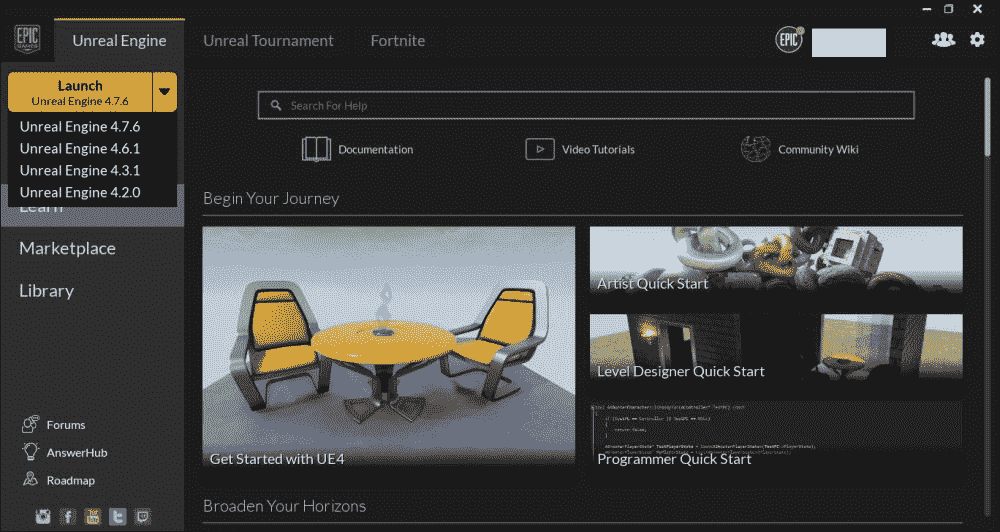 EPIC GAMES
Unreal Engine
Unreal Tournament
Fortnite
EPIC
Launch
Unreal Engine 4.7.6
Unreal Engine 4.7.6
Unreal Engine 4.6.1
Unreal Engine 4.3.1
Unreal Engine 4.2.0
Learn
Marketplace
Library
Forums
AnswerHub
Roadmap
Search For Help
Documentation
Video Tutorials
Community Wiki
Begin Your Journey
Get Started with UE4
Artist Quick Start
Level Designer Quick Start
Programmer Quick Start
Broaden Your Horizons